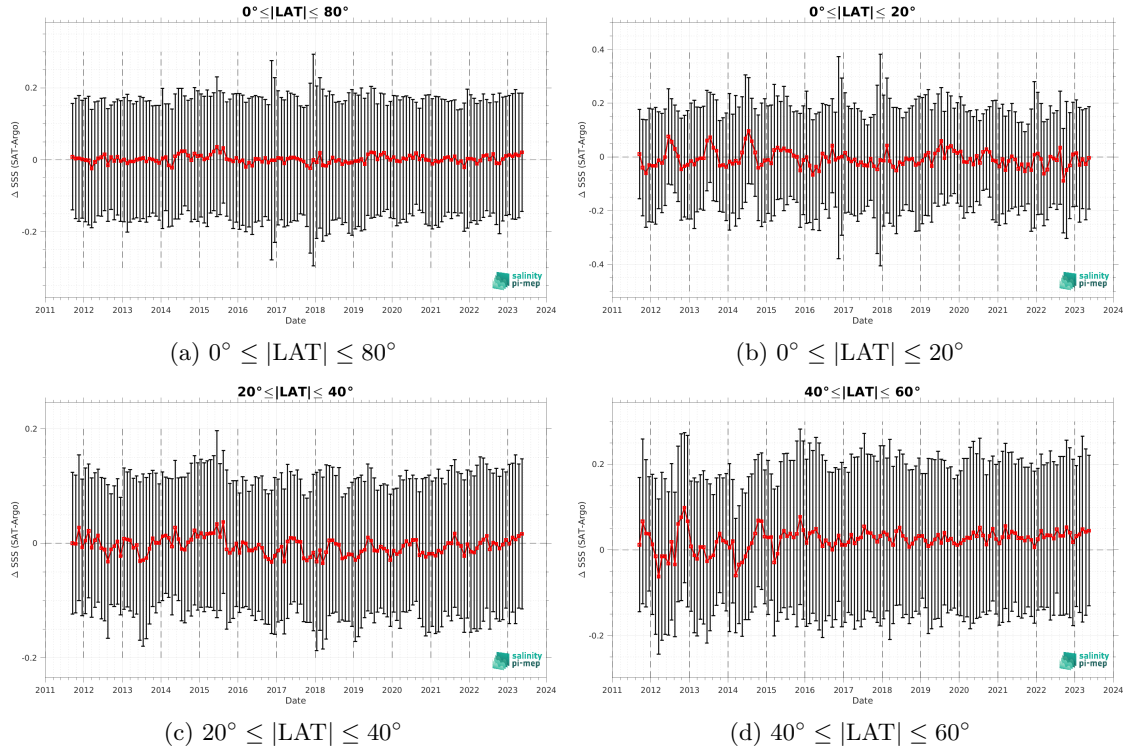 0°≤|LAT|≤ 80°
Δ SSS (SAT-Argo)
0.2
0
-0.2
2011 2012 2013 2014 2015 2016 2017 2018 2019 2020 2021 2022 2023 2024
Date
salinity
pi-mep
(a) 0° ≤ |LAT| ≤ 80°
0°≤|LAT|≤ 20°
Δ SSS (SAT-Argo)
0.4
0.2
0
-0.2
-0.4
2011 2012 2013 2014 2015 2016 2017 2018 2019 2020 2021 2022 2023 2024
Date
salinity
pi-mep
(b) 0° ≤ |LAT| ≤ 20°
20°≤|LAT|≤ 40°
Δ SSS (SAT-Argo)
0.2
0
-0.2
2011 2012 2013 2014 2015 2016 2017 2018 2019 2020 2021 2022 2023 2024
Date
salinity
pi-mep
(c) 20° ≤ |LAT| ≤ 40°
40°≤|LAT|≤ 60°
Δ SSS (SAT-Argo)
0.2
0
-0.2
2011 2012 2013 2014 2015 2016 2017 2018 2019 2020 2021 2022 2023 2024
Date
salinity
pi-mep
(d) 40° ≤ |LAT| ≤ 60°